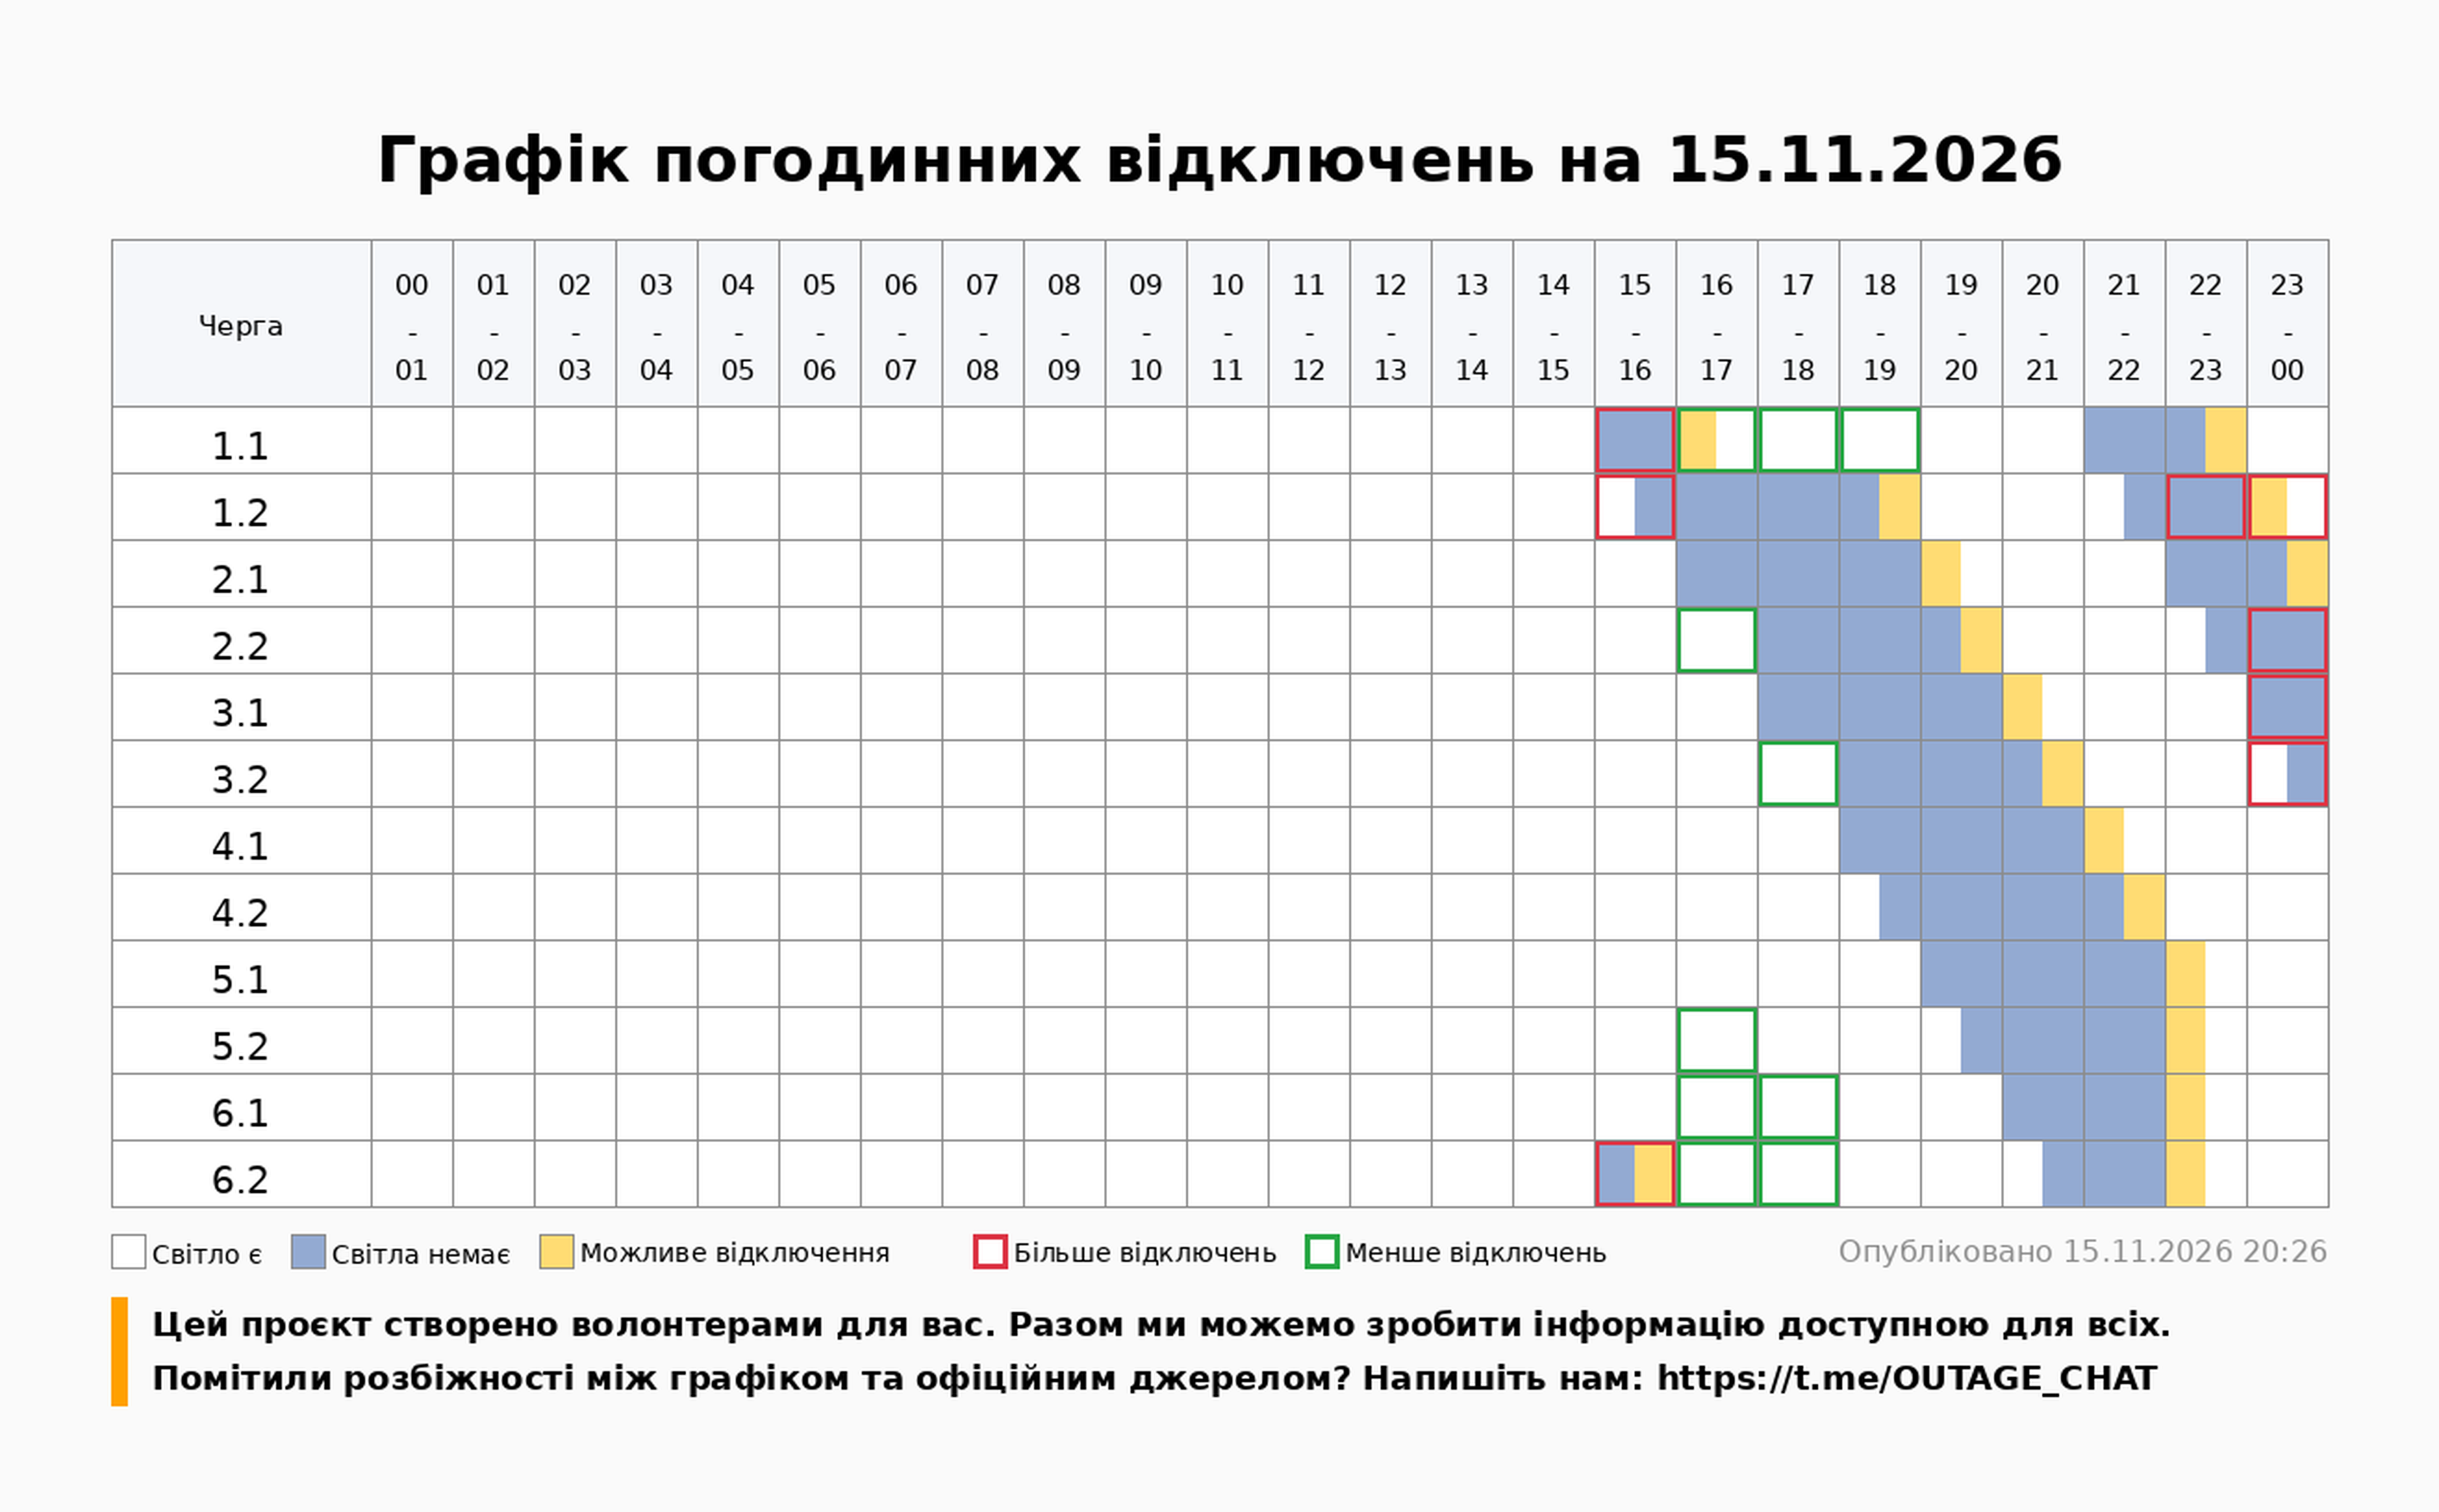 Графік погодинних відключень на 15.11.2026
Черга 00 - 01 01 - 02 02 - 03 03 - 04 04 - 05 05 - 06 06 - 07 07 - 08 08 - 09 09 - 10 10 - 11 11 - 12 12 - 13 13 - 14 14 - 15 15 - 16 16 - 17 17 - 18 18 - 19 19 - 20 20 - 21 21 - 22 22 - 23 23 - 00
1.1
1.2
2.1
2.2
3.1
3.2
4.1
4.2
5.1
5.2
6.1
6.2
Світло є Світла немає Можливе відключення Більше відключень Менше відключень Опубліковано 15.11.2026 20:26
Цей проєкт створено волонтерами для вас. Разом ми можемо зробити інформацію доступною для всіх.
Помітили розбіжності між графіком та офіційним джерелом? Напишіть нам: https://t.me/OUTAGE_CHAT